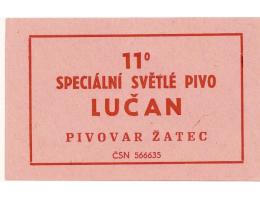 11°
SPECIÁLNÍ SVĚTLÉ PIVO
LUČAN
PIVOVAR ŽATEC
ČSN 566635